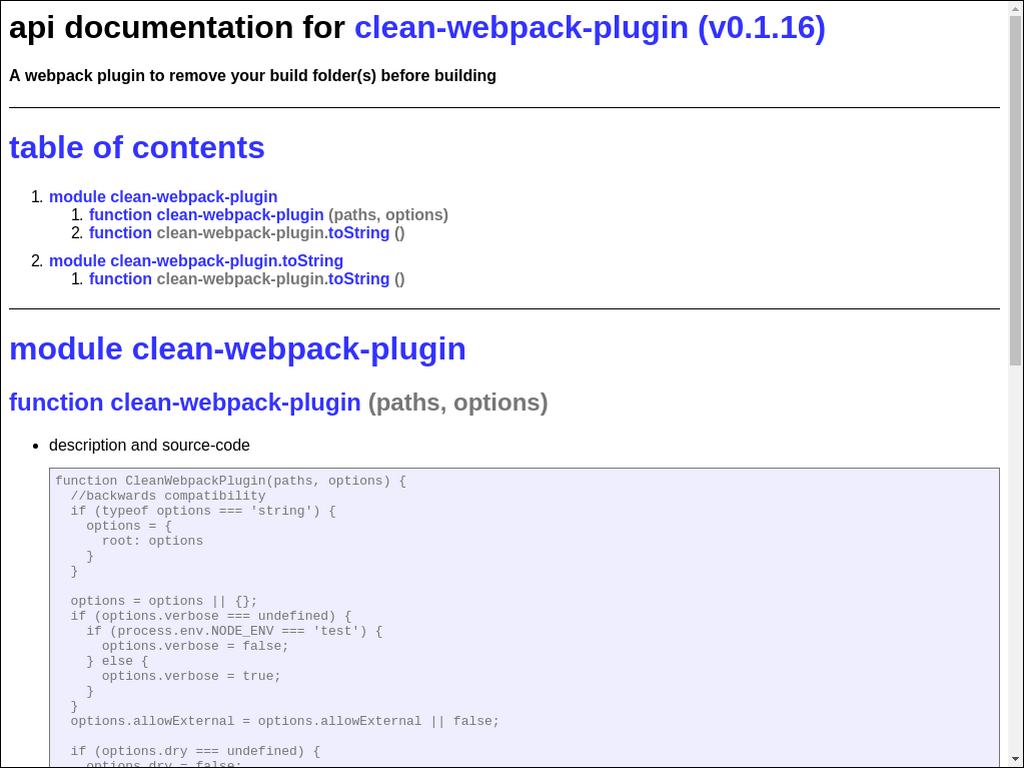 api documentation for clean-webpack-plugin (v0.1.16)
A webpack plugin to remove your build folder(s) before building
table of contents
1. module clean-webpack-plugin
1. function clean-webpack-plugin (paths, options)
2. function clean-webpack-plugin.toString ()
2. module clean-webpack-plugin.toString
1. function clean-webpack-plugin.toString ()
module clean-webpack-plugin
function clean-webpack-plugin (paths, options)
• description and source-code
function CleanWebpackPlugin(paths, options) {
  //backwards compatibility
  if (typeof options === 'string') {
    options = {
      root: options
    }
  }
  options = options || {};
  if (options.verbose === undefined) {
    if (process.env.NODE_ENV === 'test') {
      options.verbose = false;
    } else {
      options.verbose = true;
    }
  }
  options.allowExternal = options.allowExternal || false;
  if (options.dry === undefined) {
    options.dry = false;